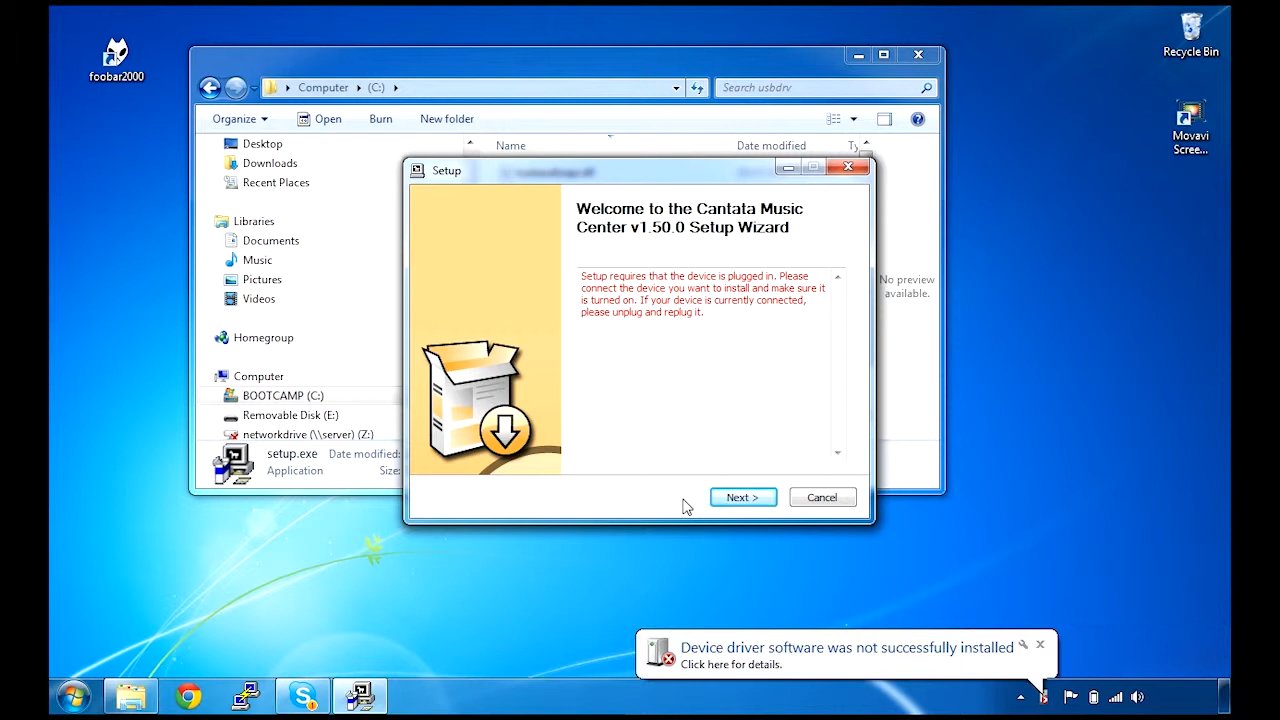 foobar2000
Recycle Bin
Movavi
Scree...
Computer
(C:)
Search usbdrv
Organize
Open
Burn
New folder
Desktop
Downloads
Recent Places
Libraries
Documents
Music
Pictures
Videos
Homegroup
Computer
BOOTCAMP (C:)
Removable Disk (E:)
networkdrive (\\server) (Z:)
Name
Date modified
Ty
No preview
available.
setup.exe
Date modified:
Application
Size:
Setup
Welcome to the Cantata Music
Center v1.50.0 Setup Wizard
Setup requires that the device is plugged in. Please
connect the device you want to install and make sure it
is turned on. If your device is currently connected,
please unplug and replug it.
Next >
Cancel
Device driver software was not successfully installed
Click here for details.